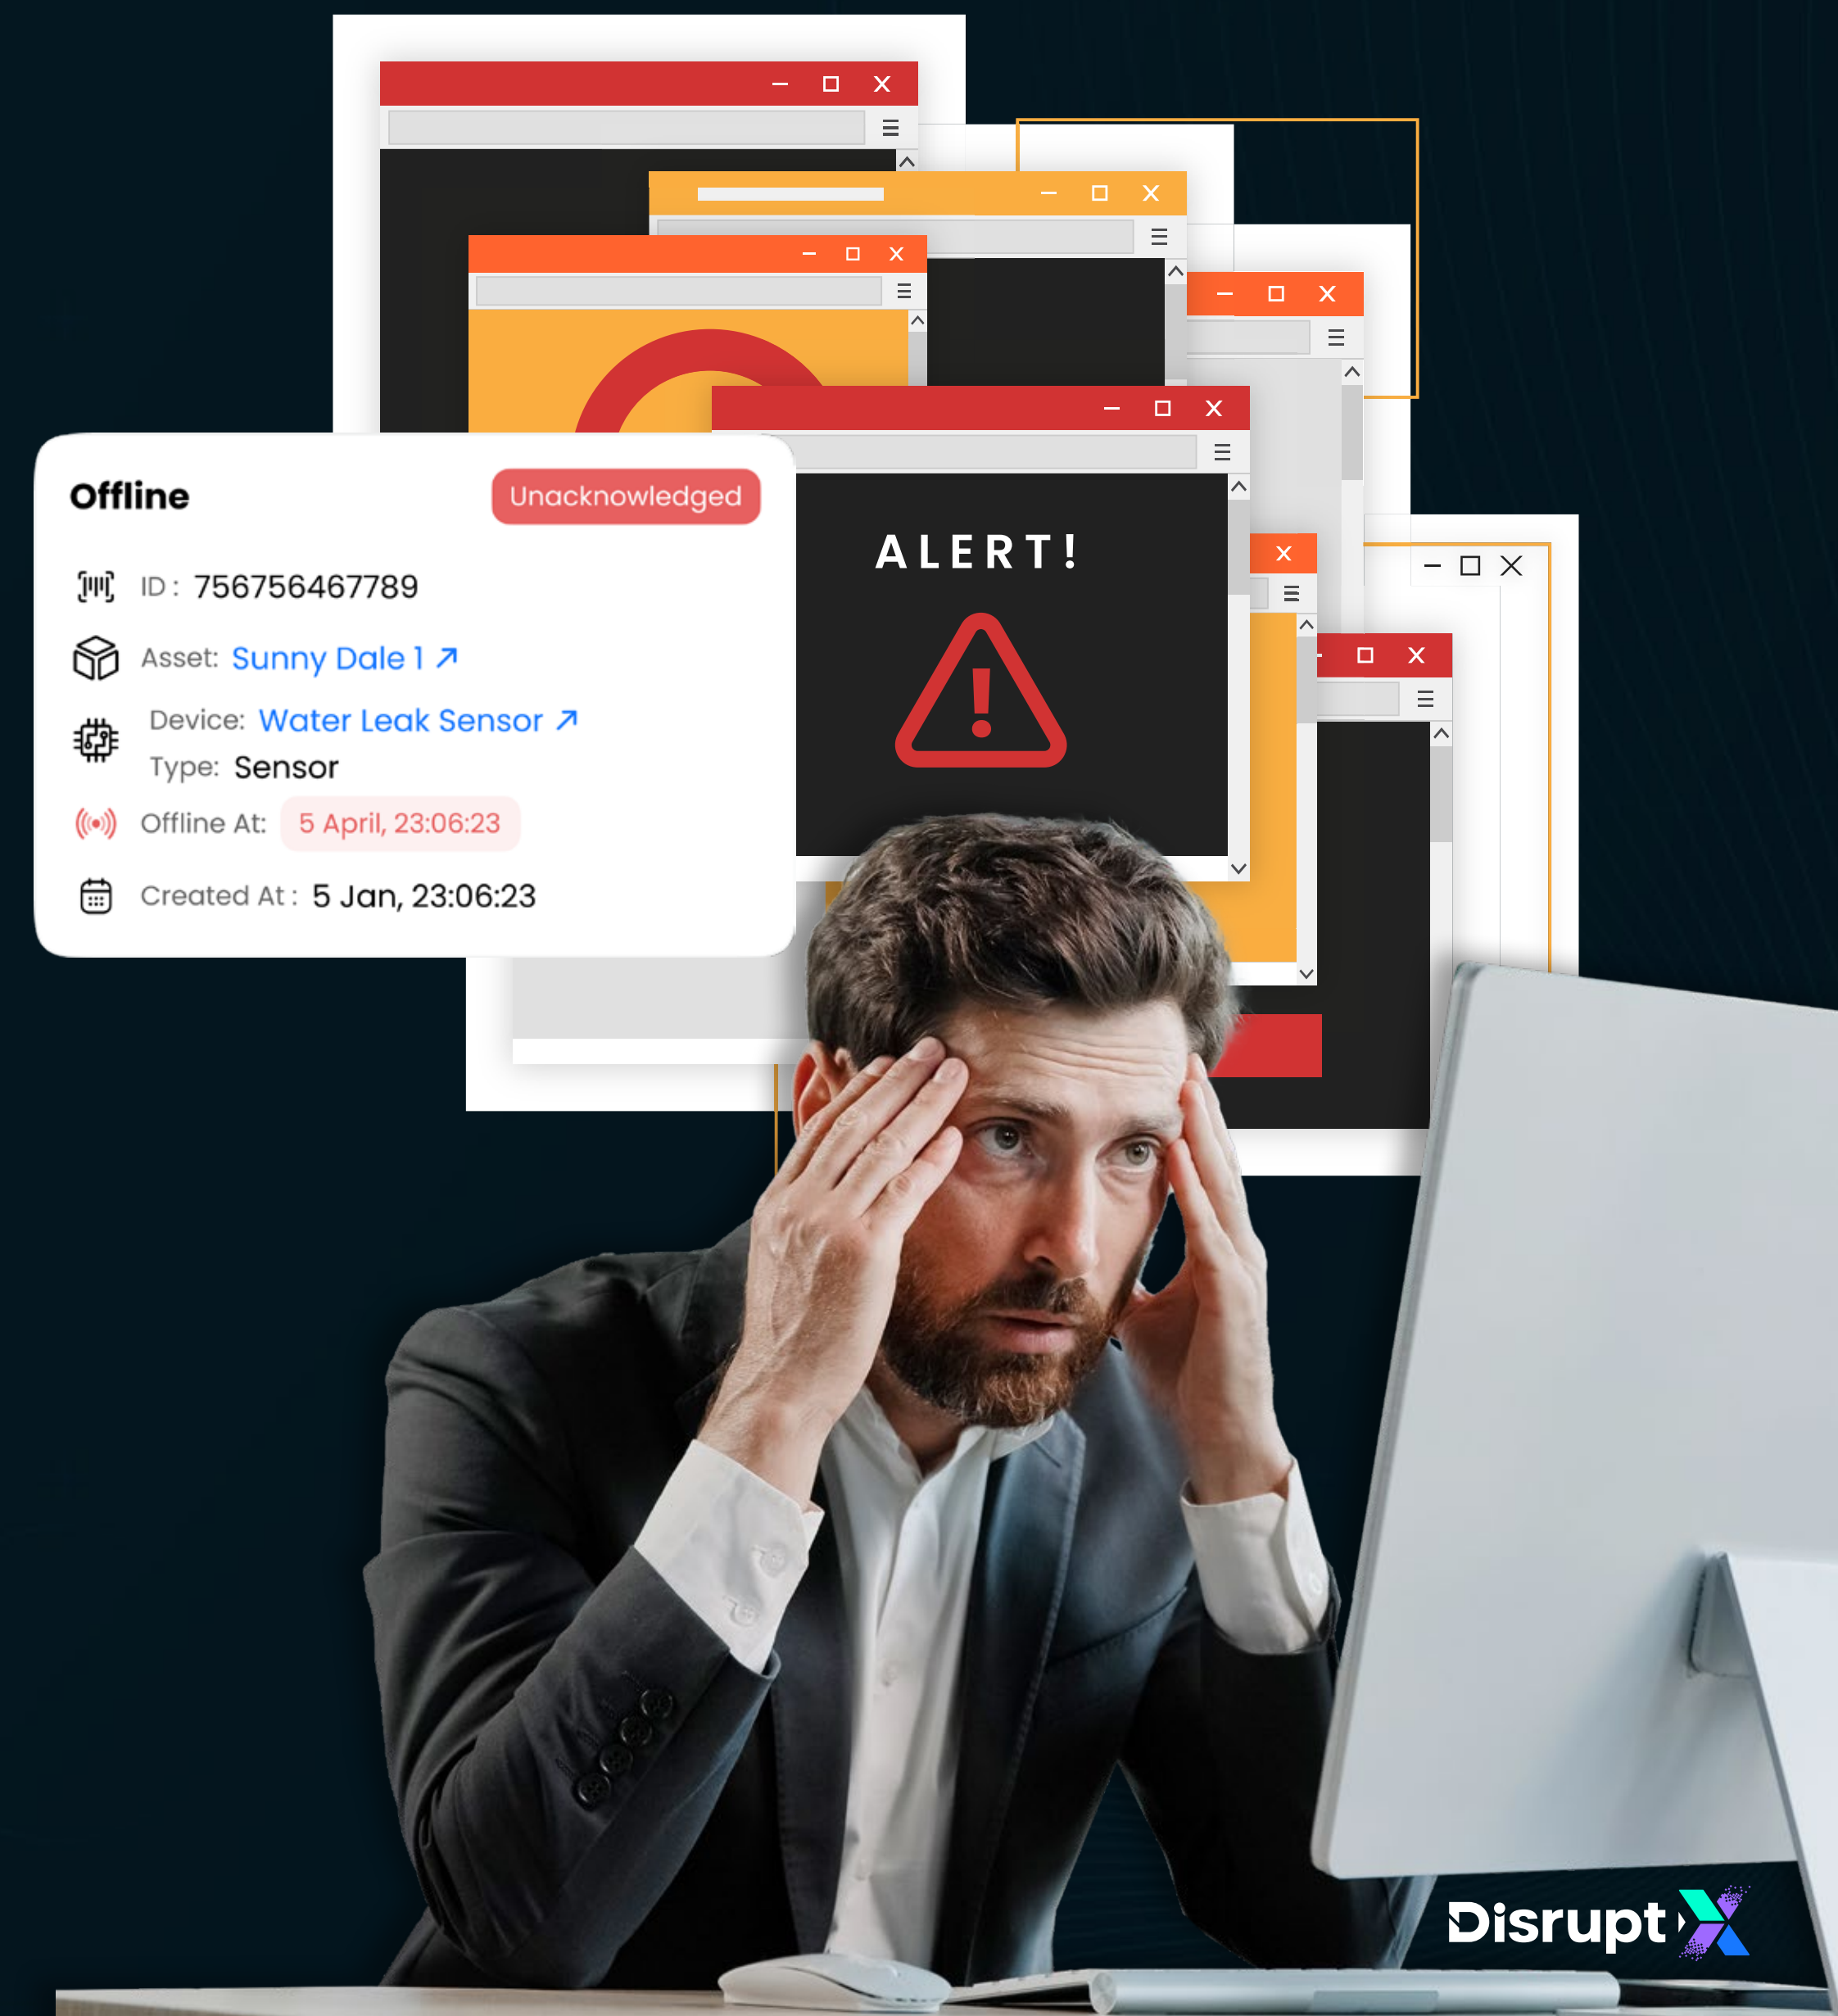 Offline
Unacknowledged
ID : 756756467789
Asset: Sunny Dale 1
Device: Water Leak Sensor
Type: Sensor
Offline At: 5 April, 23:06:23
Created At : 5 Jan, 23:06:23
ALERT!
DisruptX